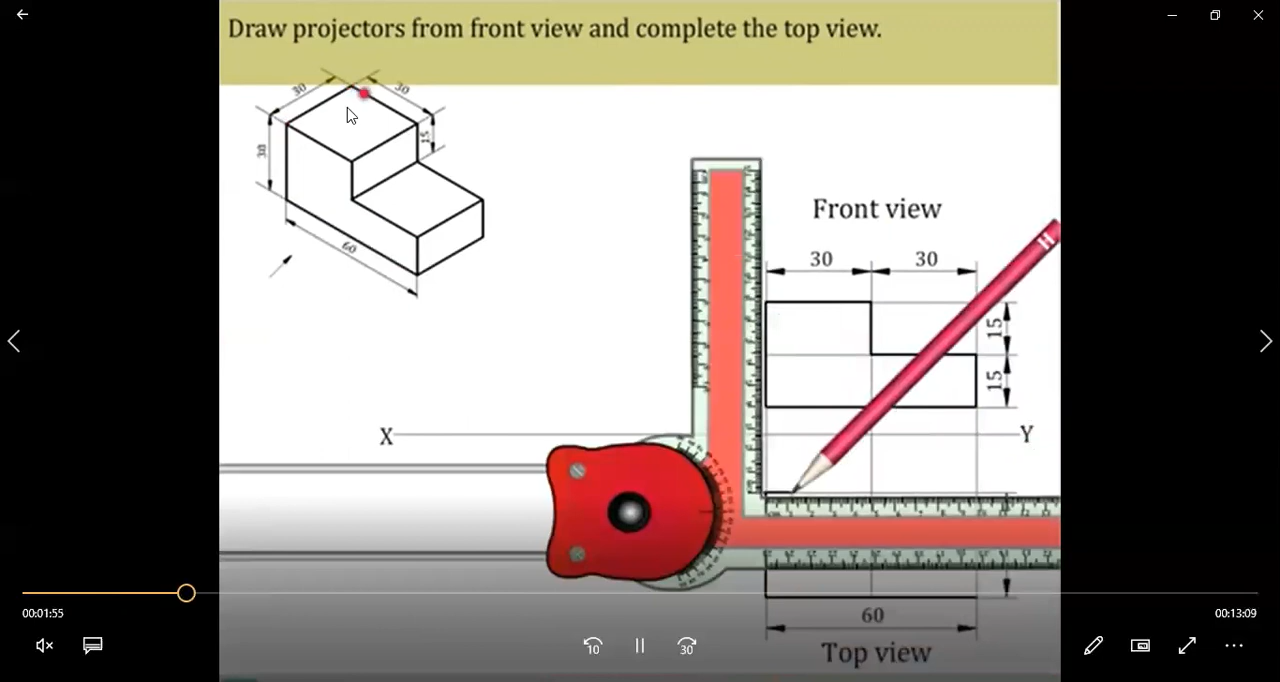 Draw projectors from front view and complete the top view.
30
30
15
30
60
Front view
30
30
15
15
X
Y
H
60
Top view
00:01:55
00:13:09
10
30